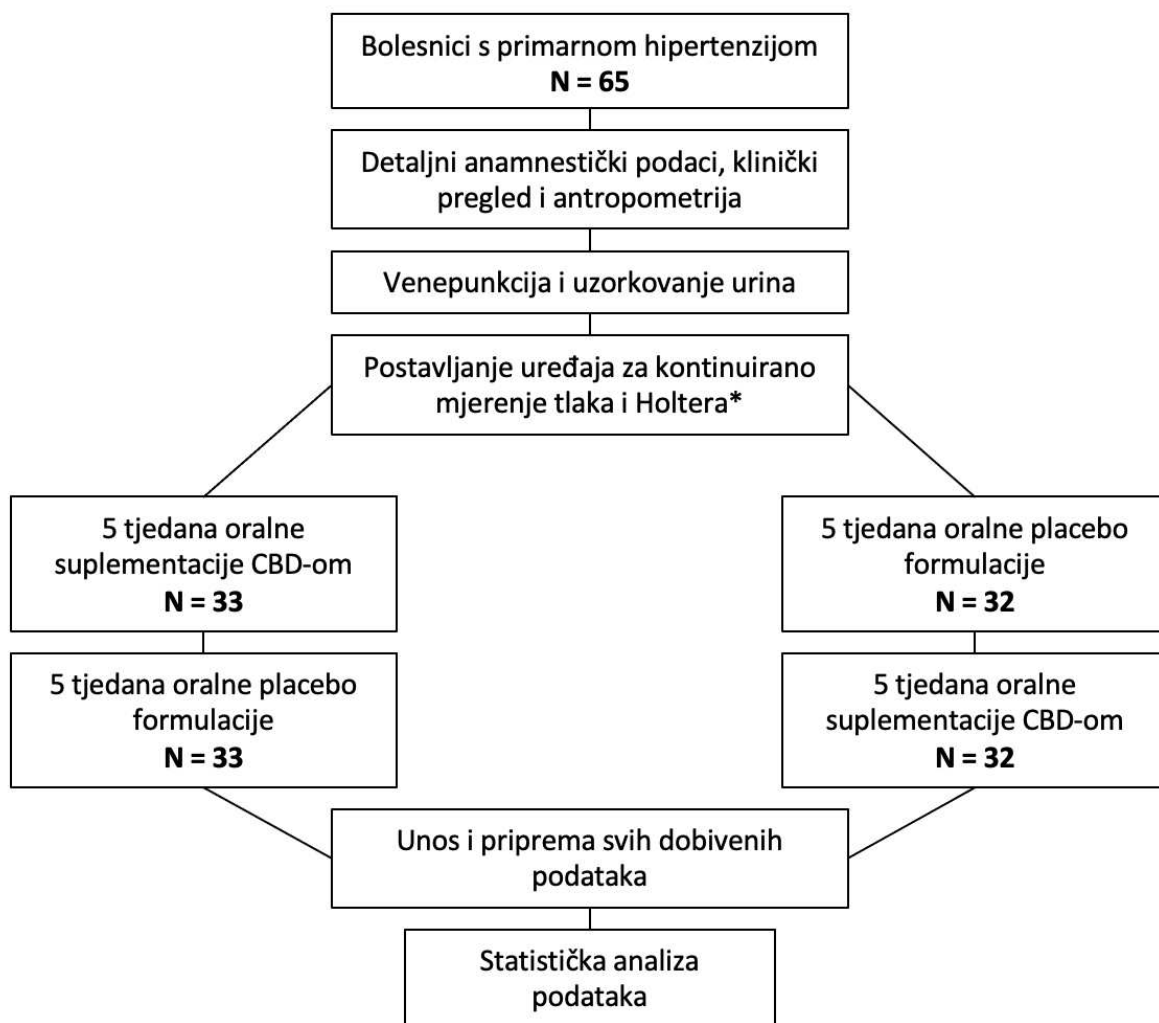 Bolesnici s primarnom hipertenzijom
N = 65
Detaljni anamnestički podaci, klinički
pregled i antropometrija
Venepunkcija i uzorkovanje urina
Postavljanje uređaja za kontinuirano
mjerenje tlaka i Holtera*
5 tjedana oralne
suplementacije CBD-om
N = 33
5 tjedana oralne placebo
formulacije
N = 32
5 tjedana oralne placebo
formulacije
N = 33
5 tjedana oralne
suplementacije CBD-om
N = 32
Unos i priprema svih dobivenih
podataka
Statistička analiza
podataka